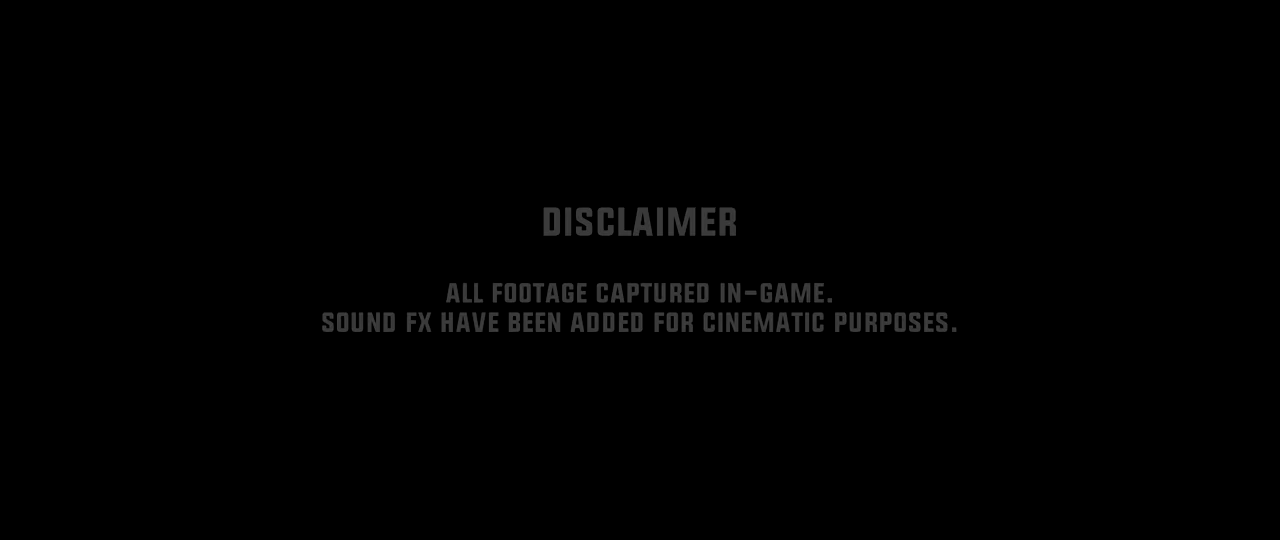 DISCLAIMER
ALL FOOTAGE CAPTURED IN-GAME.
SOUND FX HAVE BEEN ADDED FOR CINEMATIC PURPOSES.